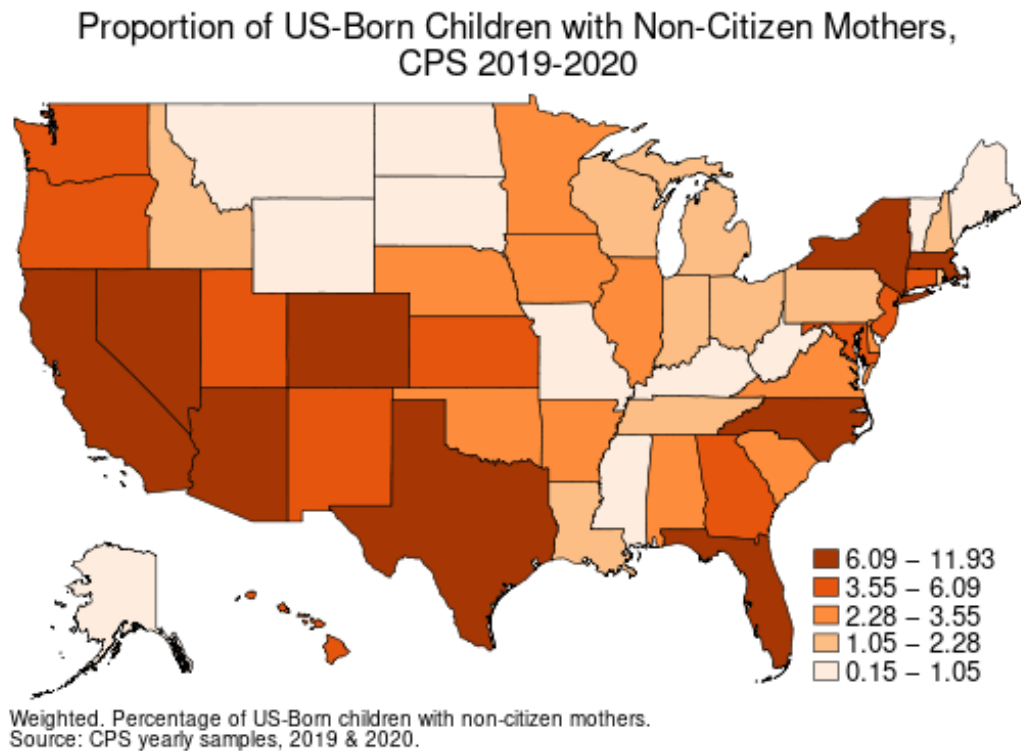 Proportion of US-Born Children with Non-Citizen Mothers,
CPS 2019-2020
6.09 – 11.93
3.55 – 6.09
2.28 – 3.55
1.05 – 2.28
0.15 – 1.05
Weighted. Percentage of US-Born children with non-citizen mothers.
Source: CPS yearly samples, 2019 & 2020.